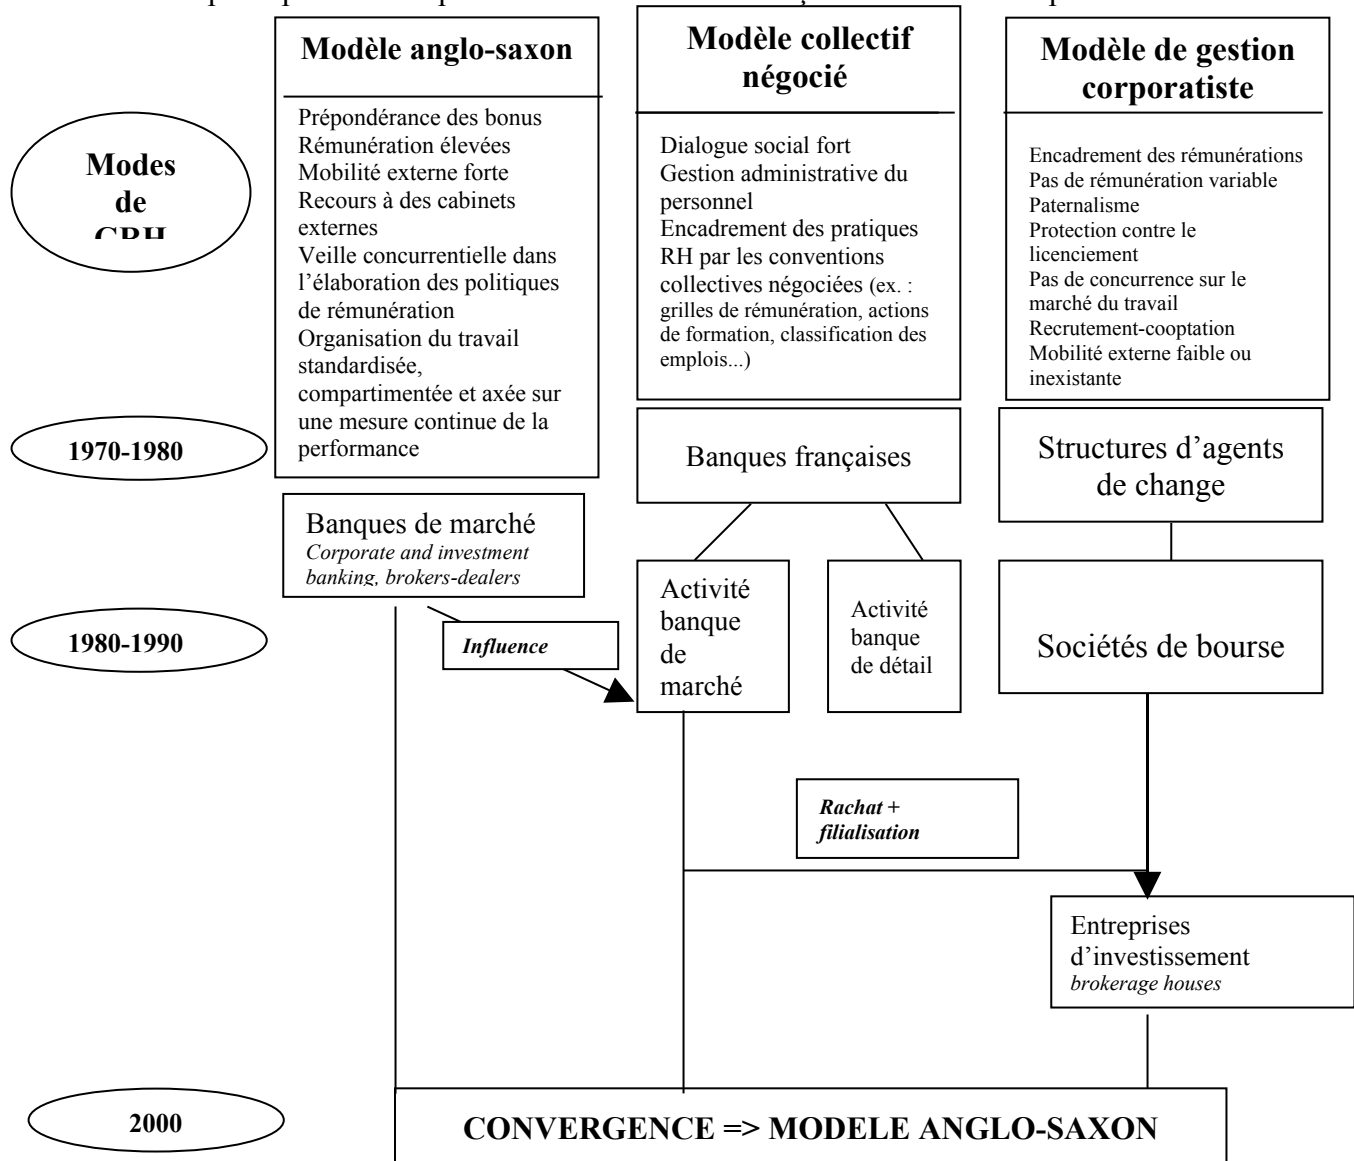 Modèle anglo-saxon
Prépondérance des bonus
Rémunération élevées
Mobilité externe forte
Recours à des cabinets
externes
Veille concurrentielle dans
l’élaboration des politiques
de rémunération
Organisation du travail
standardisée,
compartimentée et axée sur
une mesure continue de la
performance
Modèle collectif
négocié
Dialogue social fort
Gestion administrative du
personnel
Encadrement des pratiques
RH par les conventions
collectives négociées (ex. :
grilles de rémunération, actions
de formation, classification des
emplois...)
Modèle de gestion
corporatiste
Encadrement des rémunérations
Pas de rémunération variable
Paternalisme
Protection contre le
licenciement
Pas de concurrence sur le
marché du travail
Recrutement-cooptation
Mobilité externe faible ou
inexistante
Modes
de
GRH
1970-1980
Banques françaises
Structures d’agents
de change
Banques de marché
Corporate and investment
banking, brokers-dealers
1980-1990
Influence
Activité
banque
de
marché
Activité
banque
de détail
Sociétés de bourse
Rachat +
filialisation
Entreprises
d’investissement
brokerage houses
2000
CONVERGENCE => MODELE ANGLO-SAXON